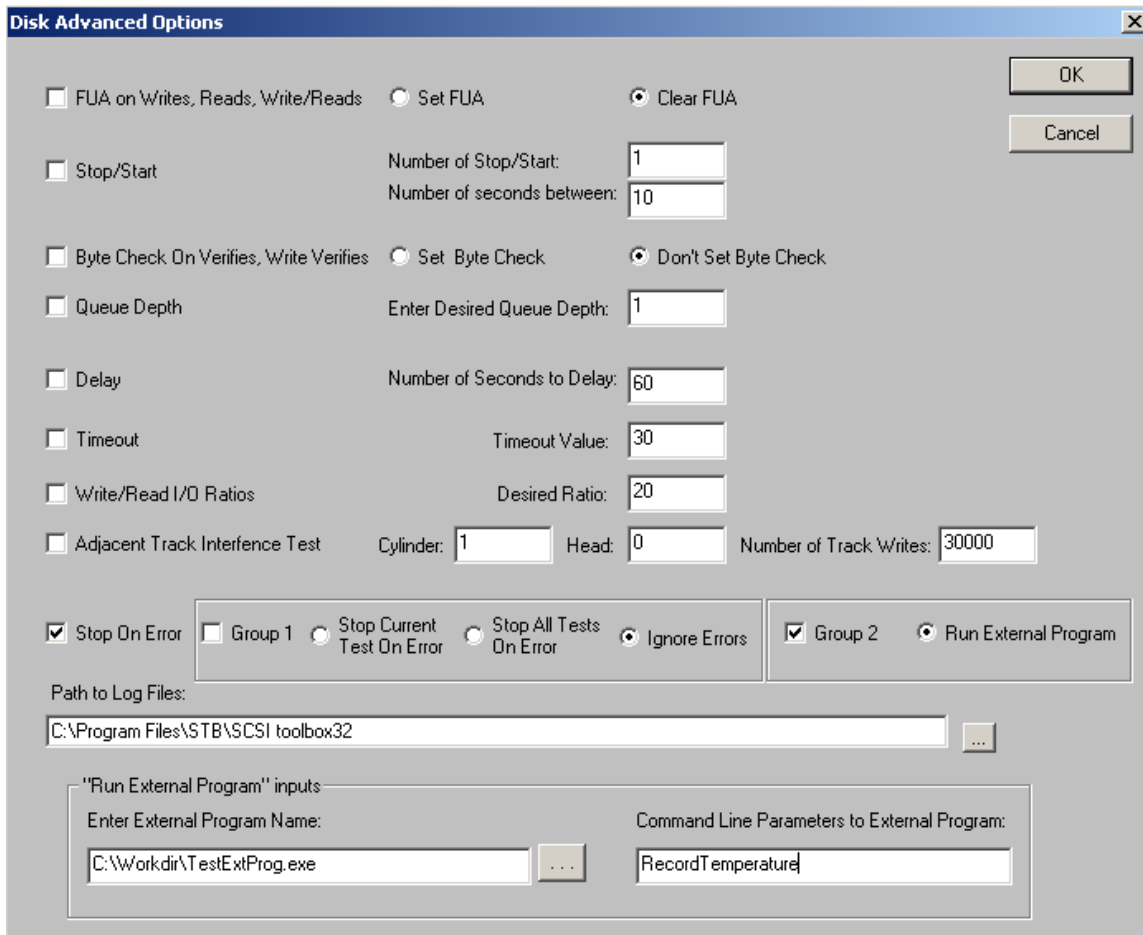 Disk Advanced Options
OK
FUA on Writes, Reads, Write/Reads Set FUA Clear FUA
Cancel
Number of Stop/Start: 1
Stop/Start
Number of seconds between: 10
Byte Check On Verifies, Write Verifies Set Byte Check Don't Set Byte Check
Queue Depth Enter Desired Queue Depth: 1
Delay Number of Seconds to Delay: 60
Timeout Timeout Value: 30
Write/Read I/O Ratios Desired Ratio: 20
Adjacent Track Interfence Test Cylinder: 1 Head: 0 Number of Track Writes: 30000
Stop On Error Group 1 Stop Current Test On Error Stop All Tests On Error Ignore Errors Group 2 Run External Program
Path to Log Files:
C:\Program Files\STB\SCSI toolbox32
...
"Run External Program" inputs
Enter External Program Name: Command Line Parameters to External Program:
C:\Workdir\TestExtProg.exe ... RecordTemperature